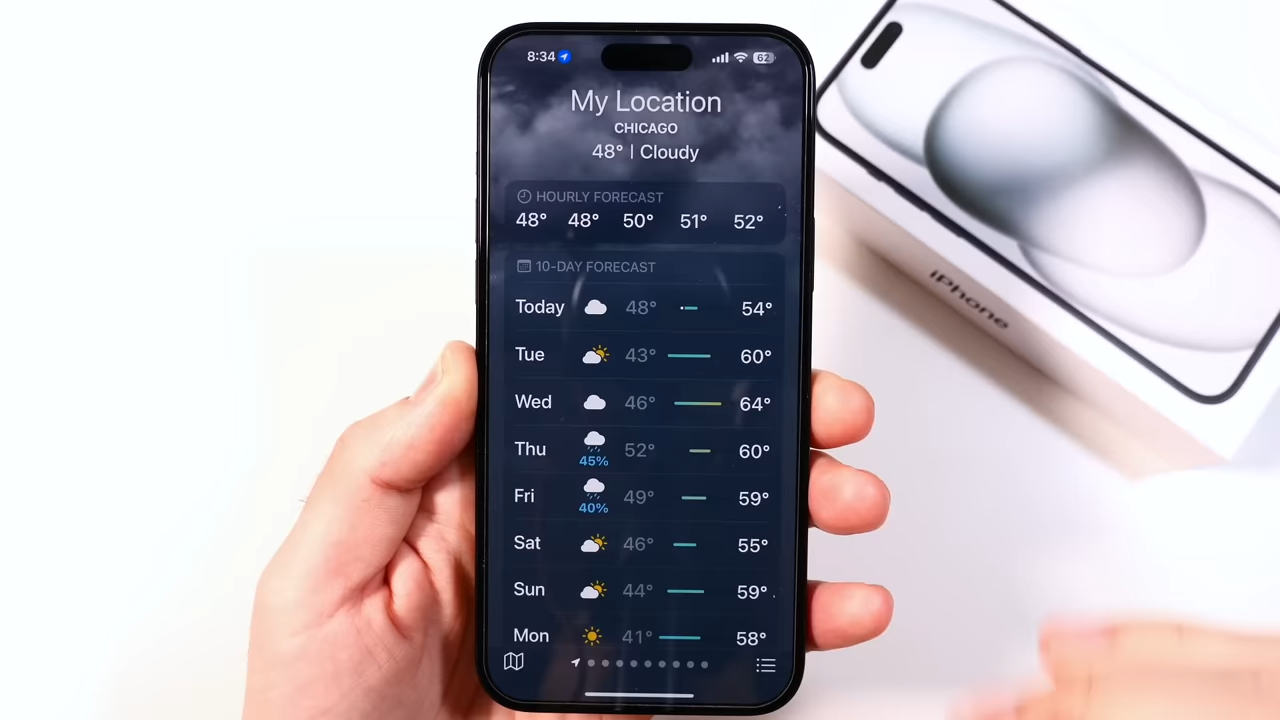 8:34 62
My Location
CHICAGO
48° | Cloudy
HOURLY FORECAST
48° 48° 50° 51° 52°
10-DAY FORECAST
Today 48° 54°
Tue 43° 60°
Wed 46° 64°
Thu 45% 52° 60°
Fri 40% 49° 59°
Sat 46° 55°
Sun 44° 59°
Mon 41° 58°
iPhone